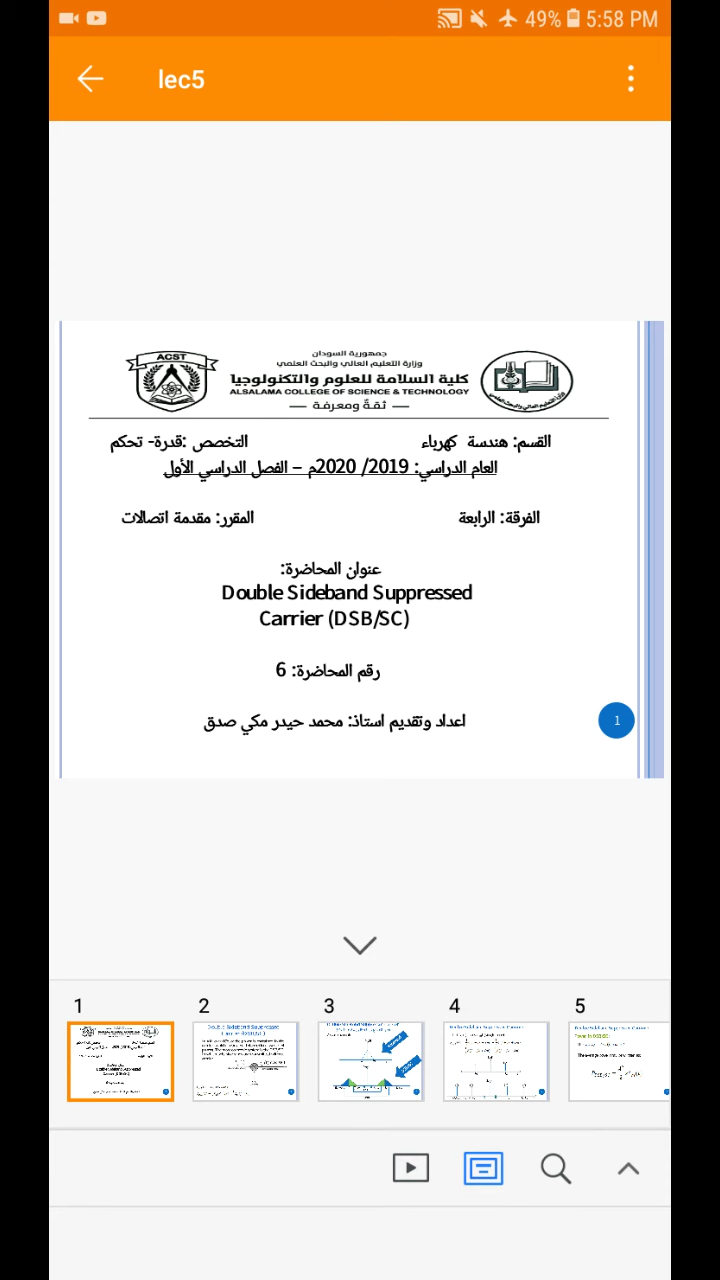 49% 5:58 PM
lec5
ACST
جمهورية السودان
وزارة التعليم العالي والبحث العلمي
كلية السلامة للعلوم والتكنولوجيا
ALSALAMA COLLEGE OF SCIENCE & TECHNOLOGY
— ثقةٌ ومعرفة —
القسم: هندسة كهرباء التخصص :قدرة- تحكم
العام الدراسي: 2019/ 2020م – الفصل الدراسي الأول
الفرقة: الرابعة المقرر: مقدمة اتصالات
عنوان المحاضرة:
Double Sideband Suppressed
Carrier (DSB/SC)
رقم المحاضرة: 6
اعداد وتقديم استاذ: محمد حيدر مكي صدق
1
1 2 3 4 5